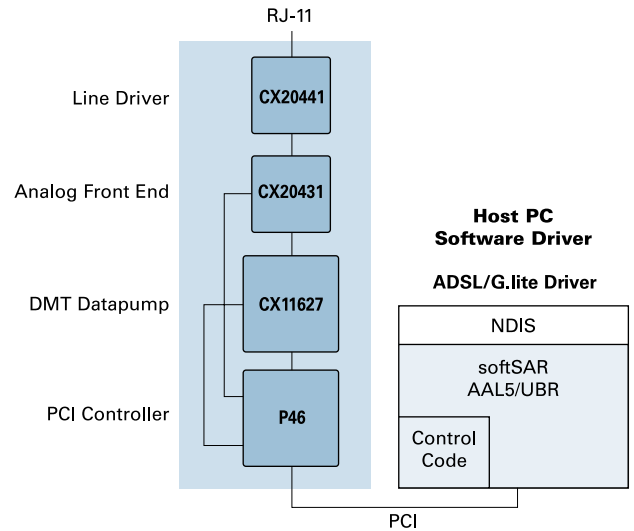 RJ-11
Line Driver
CX20441
Analog Front End
CX20431
DMT Datapump
CX11627
PCI Controller
P46
Host PC
Software Driver
ADSL/G.lite Driver
NDIS
softSAR
AAL5/UBR
Control
Code
PCI